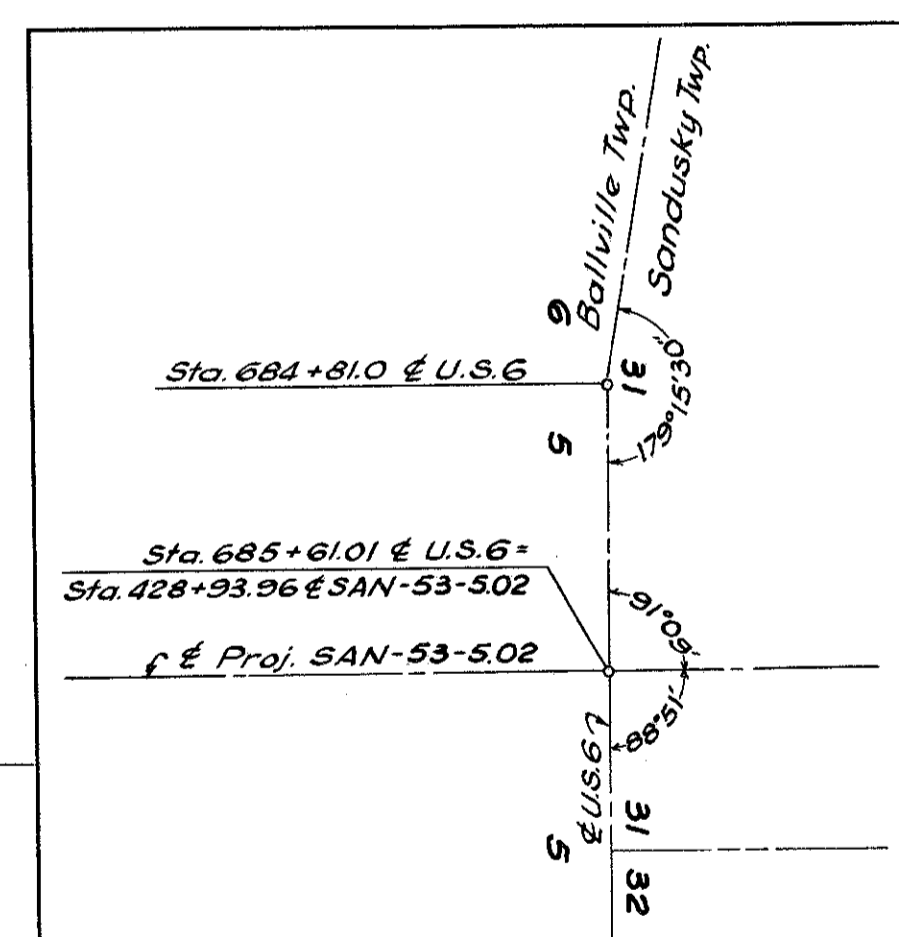 Ballville Twp.
Sandusky Twp.
6
31
179°15'30"
Sta. 684+81.0 ₵ U.S.6
5
Sta. 685+61.01 ₵ U.S.6=
Sta. 428+93.96 ₵ SAN-53-5.02
91°09'
₵ Proj. SAN-53-5.02
88°51'
₵ U.S.6
31
5
32